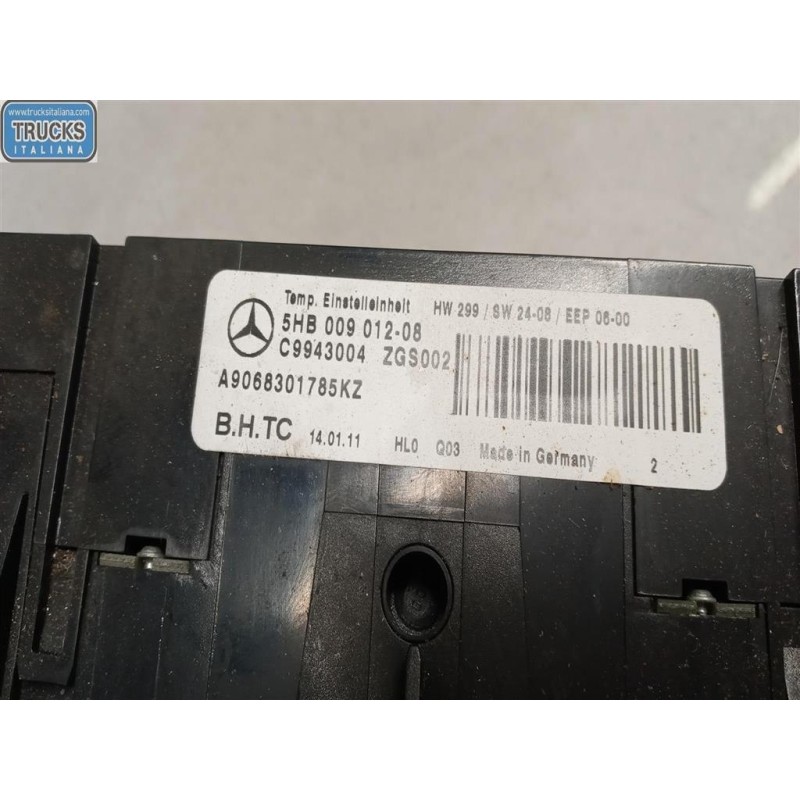 www.trucksitaliana.com
TRUCKS
ITALIANA
Temp. Einstelleinheit HW 299 / SW 24-08 / EEP 06-00
5HB 009 012-08
C9943004 ZGS002
A9068301785KZ
B.H.TC 14.01.11 HL0 Q03 Made in Germany 2